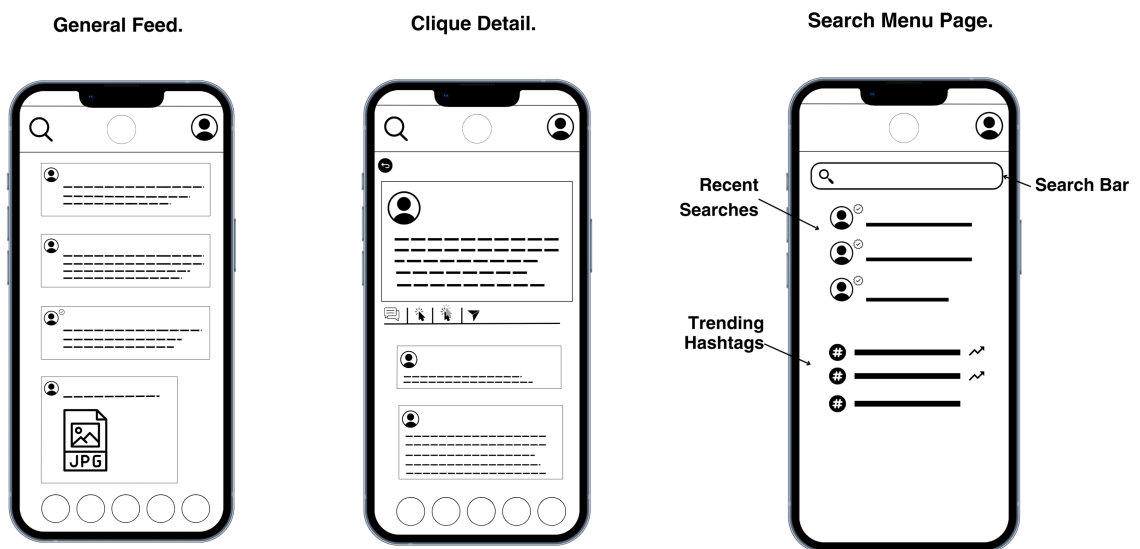 General Feed.
Clique Detail.
Search Menu Page.
Recent
Searches
Search Bar
Trending
Hashtags
#
#
#
JPG